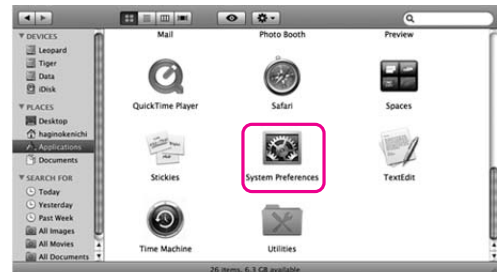 ▼ DEVICES
Leopard
Tiger
Data
iDisk
▼ PLACES
Desktop
haginokenichi
Applications
Documents
▼ SEARCH FOR
Today
Yesterday
Past Week
All Images
All Movies
All Documents
Mail Photo Booth Preview
QuickTime Player Safari Spaces
Stickies System Preferences TextEdit
Time Machine Utilities
26 items, 6.3 GB available